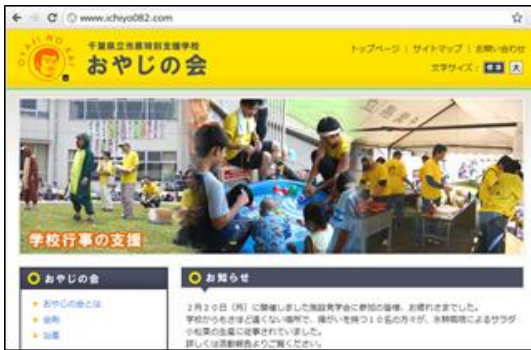 www.ichiyo082.com
OYAJI NO KAI
千葉県立市原特別支援学校
おやじの会
トップページ | サイトマップ | お問い合わせ
文字サイズ： 標準 大
学校行事の支援
おやじの会
おやじの会とは
会則
沿革
お知らせ
２月２０日（月）に開催しました施設見学会に参加の皆様、お疲れさまでした。
学校からもさほど遠くない場所で、障がいを持つ１０名の方々が、水耕栽培によるサラダ
小松菜の生産に従事されていました。
詳しくは活動報告よりご覧ください。